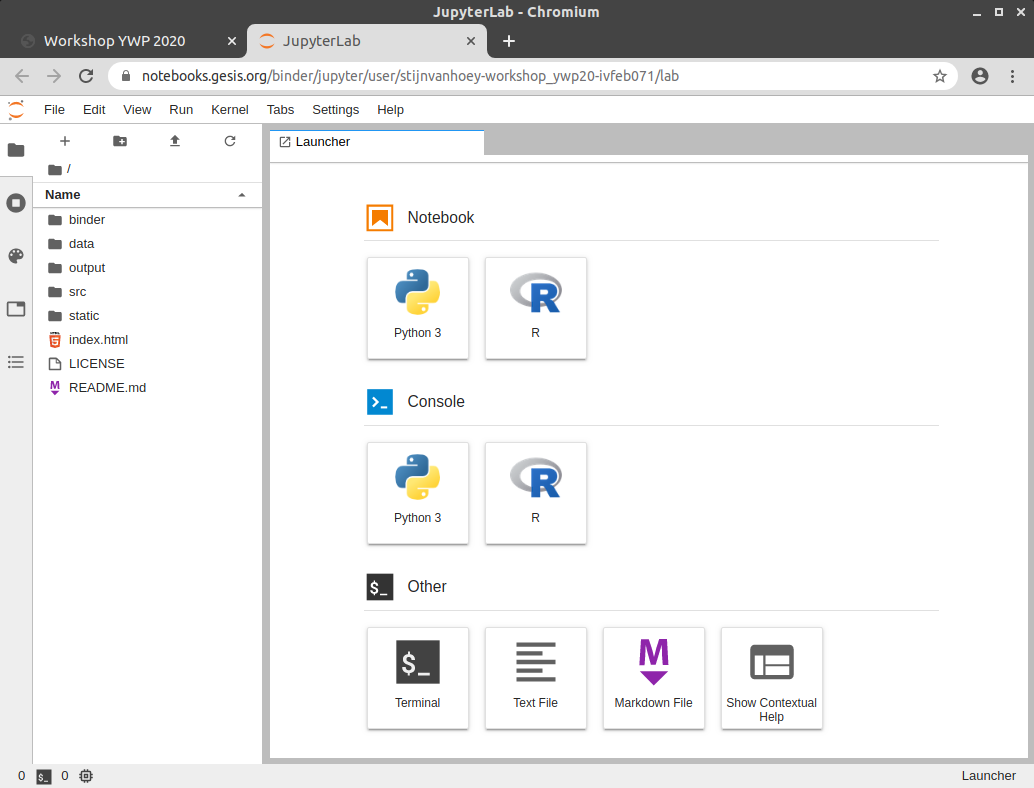 JupyterLab - Chromium
Workshop YWP 2020
JupyterLab
notebooks.gesis.org/binder/jupyter/user/stijnvanhoey-workshop_ywp20-ivfeb071/lab
File Edit View Run Kernel Tabs Settings Help
Launcher
/
Name
binder
data
output
src
static
index.html
LICENSE
M README.md
Notebook
Python 3
R R
Console
Python 3
R R
$_ Other
$_
Terminal
Text File
M
Markdown File
Show Contextual
Help
0 $_ 0
Launcher